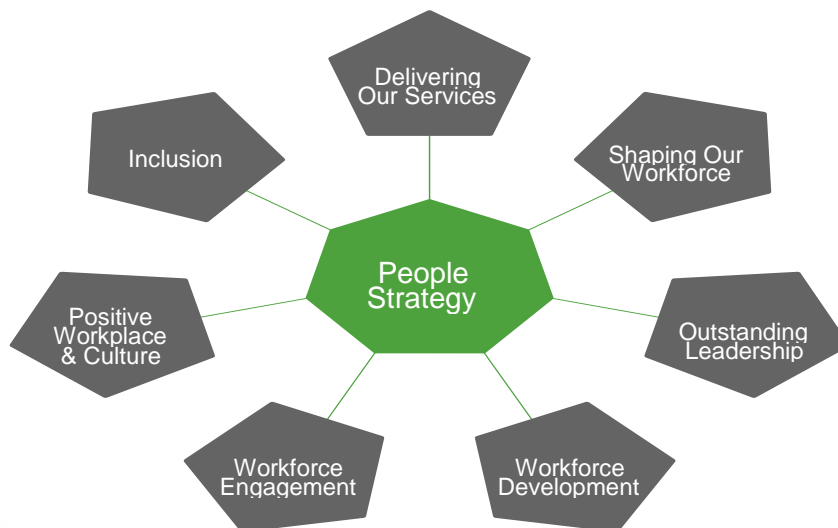 Delivering
Our Services
Inclusion
Shaping Our
Workforce
People
Strategy
Positive
Workplace
& Culture
Outstanding
Leadership
Workforce
Engagement
Workforce
Development